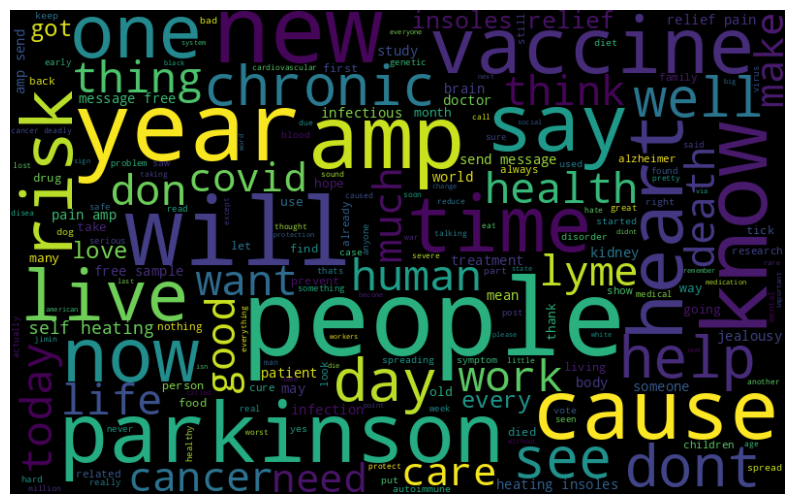 keep
bad
everyone
got
one
new
insoles
relief
relief pain
vaccine
make
system
still
diet
study
early
black
cardiovascular
genetic
amp send
back
thing
chronic
first
brain
think
well
family
virus
message free
doctor
next
big
cancer deadly
infectious
month
call
risk
year
amp
say
know
sign
problem
saw
due
blood
send message
used
alzheimer
said
lost
word
social
sure
taking
drug
sound
always
found
pretty
via
don
covid
hope
world
health
heart
death
disea
safe
read
use
caused
soon
change
started
right
tick
pain amp
serious
except
already
reduce
hate
great
didnt
dog
take
thought
let
anyone
war
eat
disorder
research
many
love
will
much
time
protection
find
case
talking
kidney
rare
free sample
prevent
thats
severe
treatment
part
state
remember
medication
live
want
human
lyme
show
medical
way
important
mental
american
last
something
mean
going
become
post
self heating
good
everything
thank
jealousy
people
actually
jimin
nothing
isn
man
workers
please
white
now
help
patient
look
spreading
symptom
little
living
today
die
cure
day
work
body
someone
another
life
person
may
old
every
cause
food
real
week
vote
seen
never
healthy
infection
died
parkinson
worst
yes
point
see
dont
children
age
hard
related
cancer
need
protect
care
put
heating insoles
spread
million
really
autoimmune